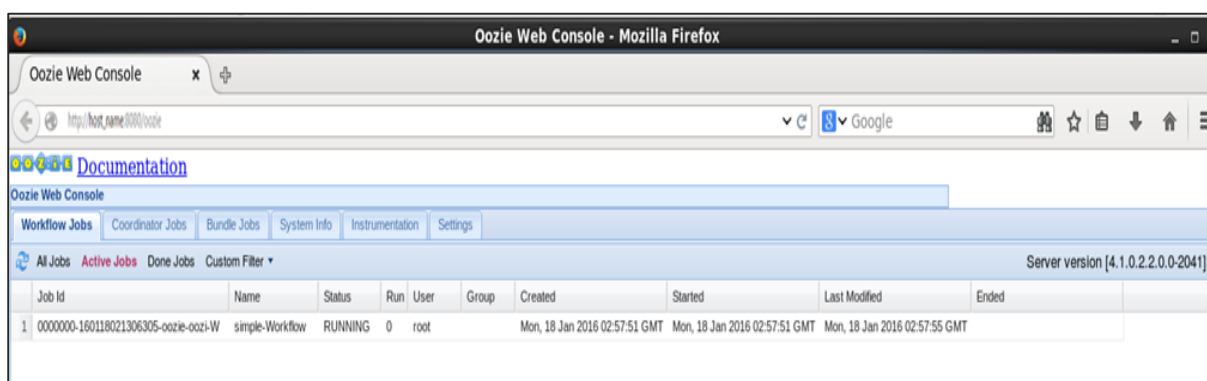 Oozie Web Console - Mozilla Firefox
Oozie Web Console
http://host_name:8080/oozie
Google
OOZIE Documentation
Oozie Web Console
Workflow Jobs Coordinator Jobs Bundle Jobs System Info Instrumentation Settings
All Jobs Active Jobs Done Jobs Custom Filter Server version [4.1.0.2.2.0.0-2041]
Job Id Name Status Run User Group Created Started Last Modified Ended
1 0000000-160118021306305-oozie-oozi-W simple-Workflow RUNNING 0 root Mon, 18 Jan 2016 02:57:51 GMT Mon, 18 Jan 2016 02:57:51 GMT Mon, 18 Jan 2016 02:57:55 GMT